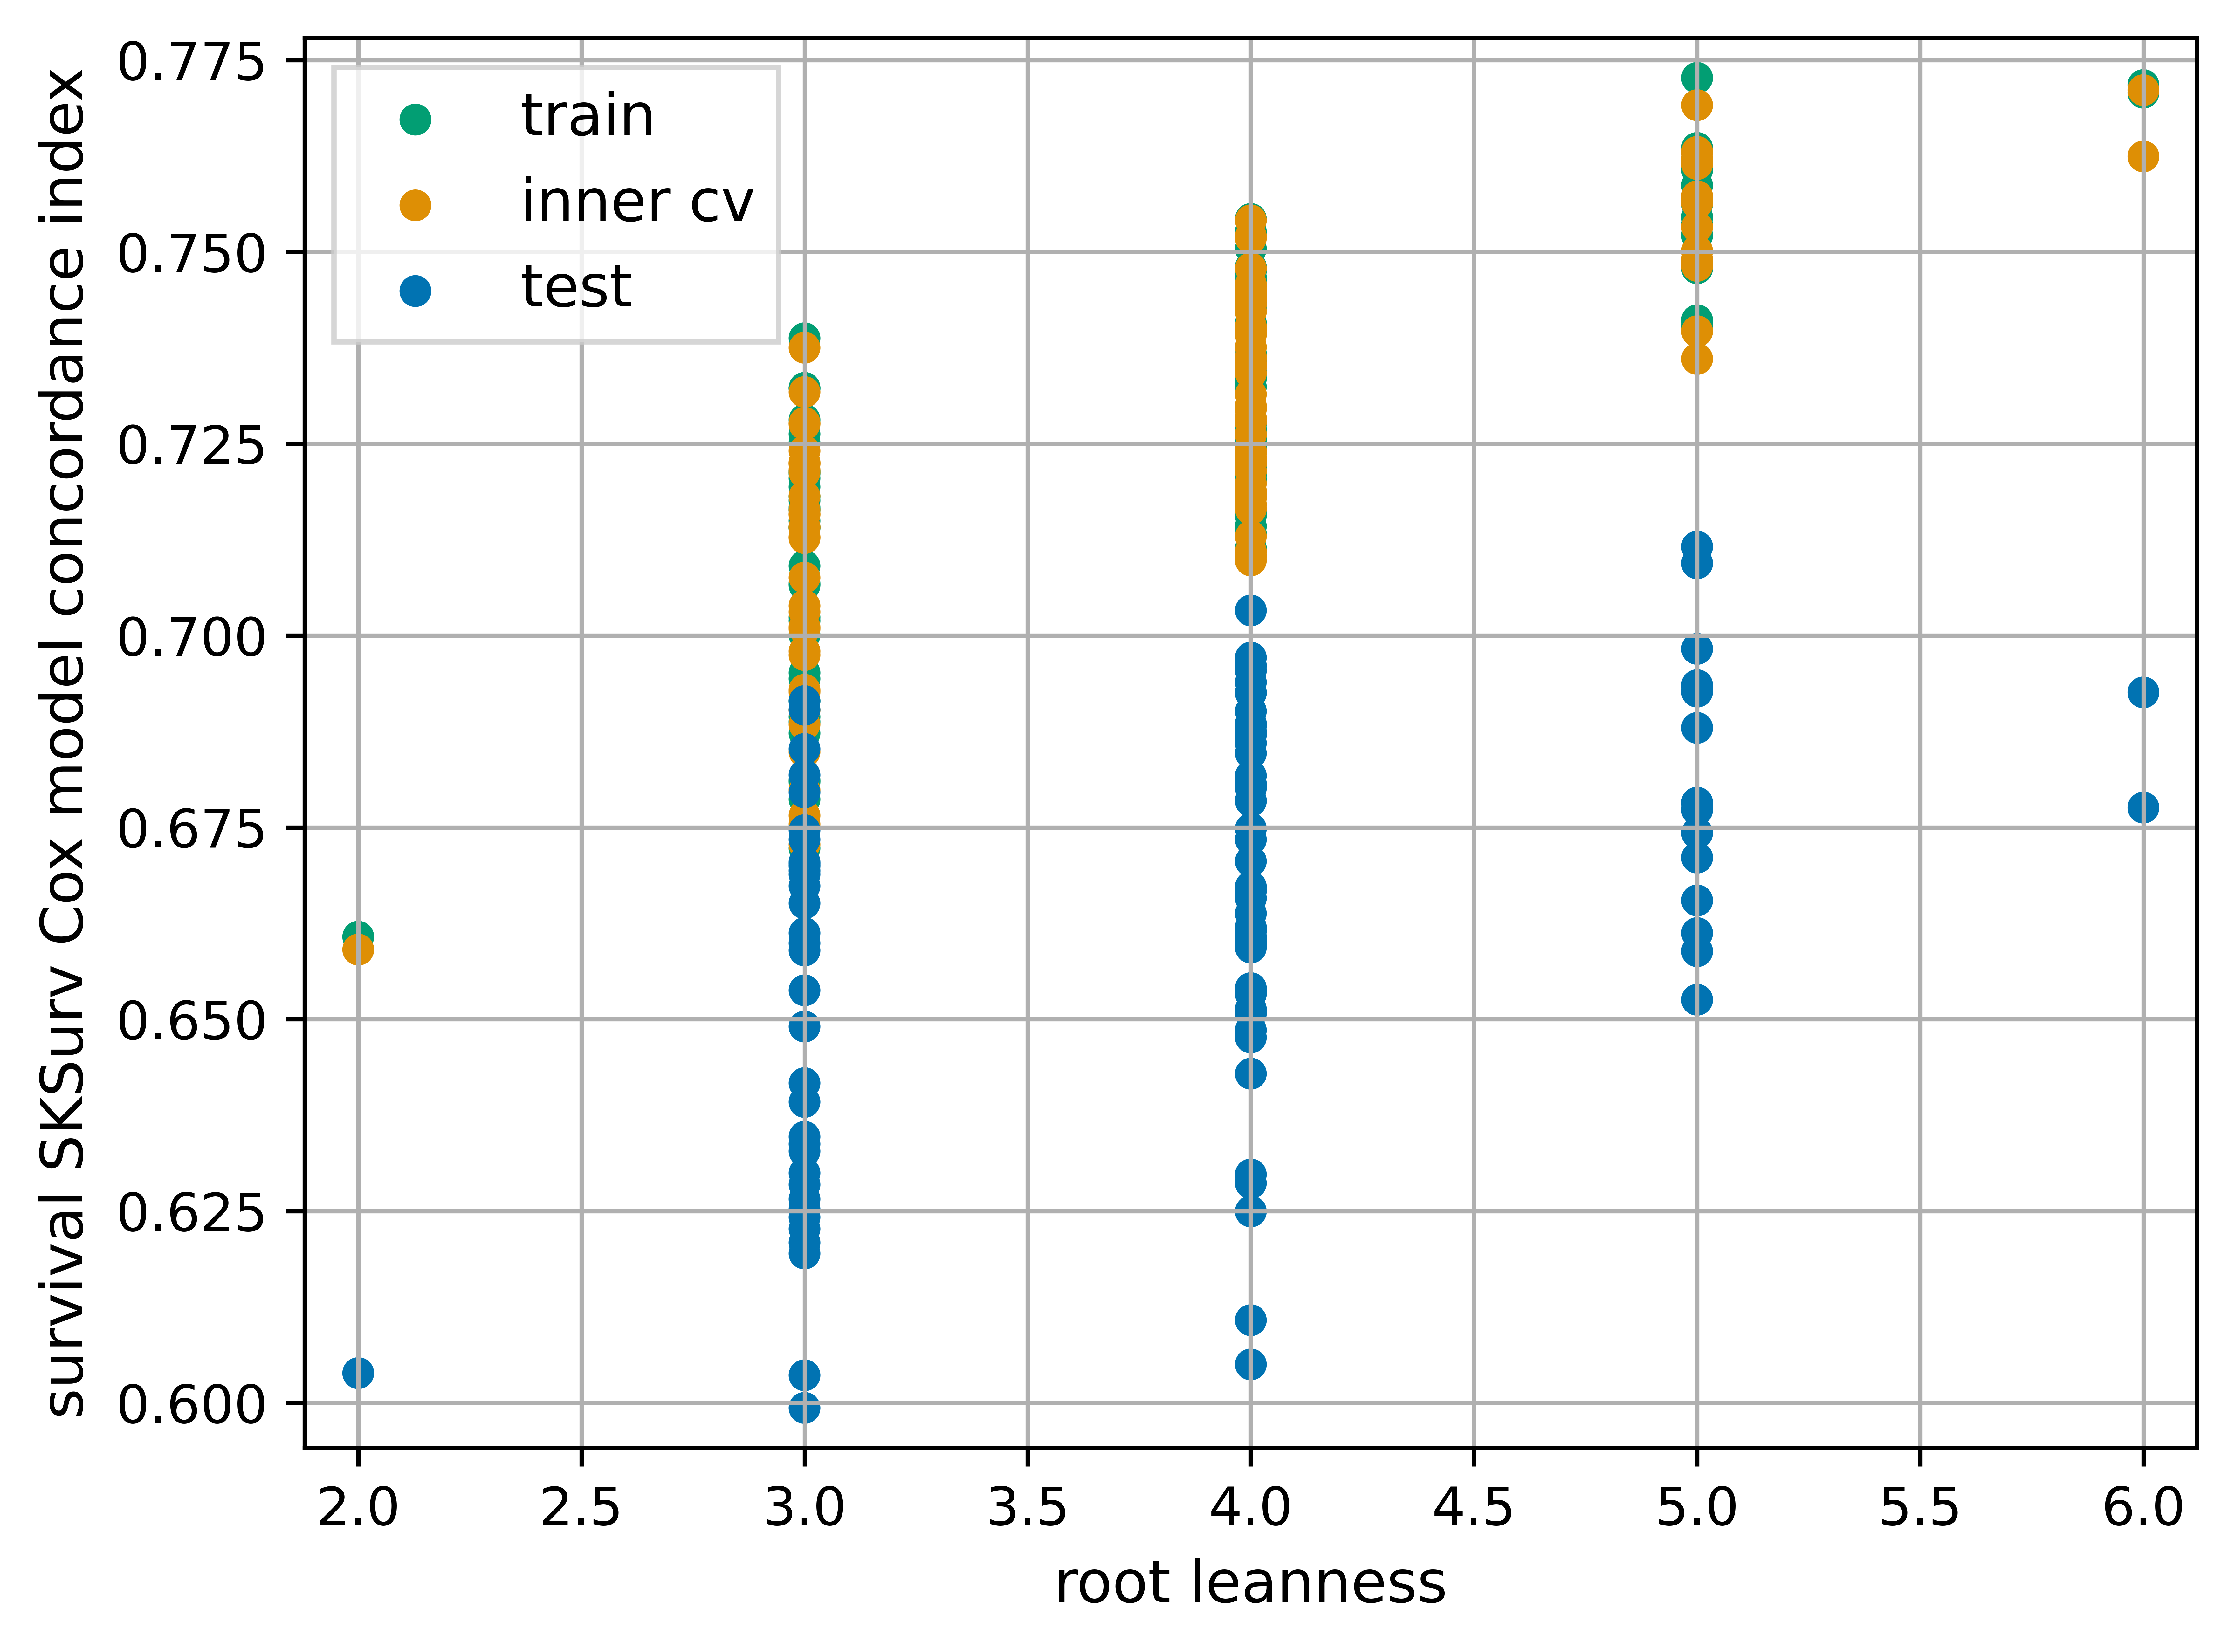 survival SKSurv Cox model concordance index
0.775
0.750
0.725
0.700
0.675
0.650
0.625
0.600
train
inner cv
test
2.0 2.5 3.0 3.5 4.0 4.5 5.0 5.5 6.0
root leanness